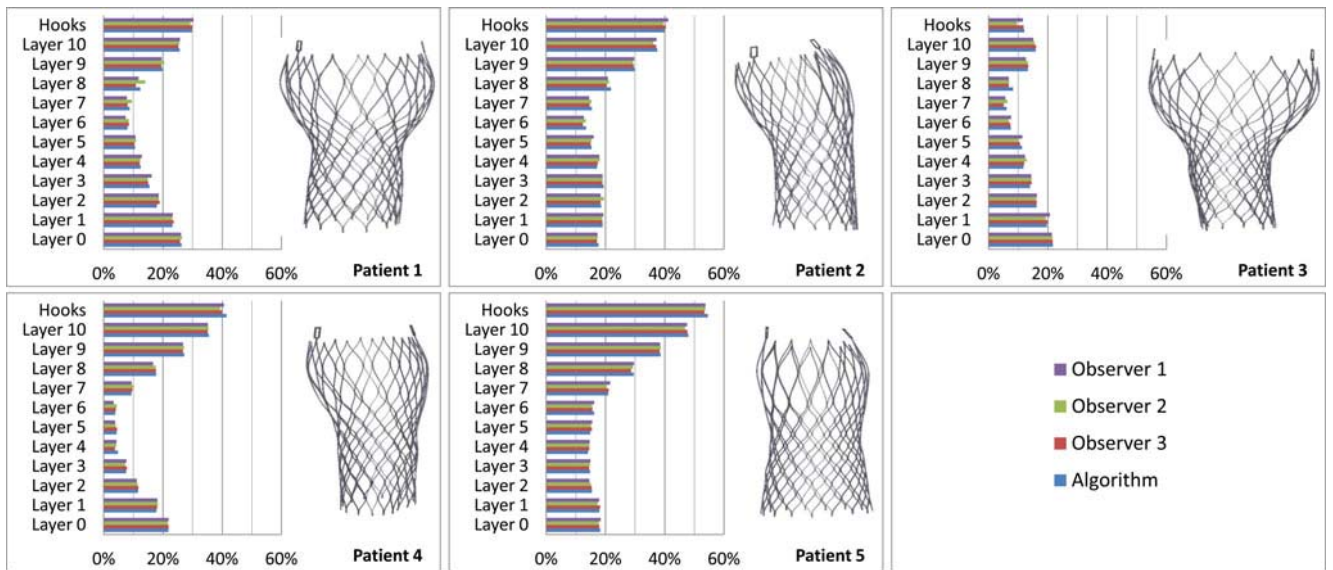 Hooks
Layer 10
Layer 9
Layer 8
Layer 7
Layer 6
Layer 5
Layer 4
Layer 3
Layer 2
Layer 1
Layer 0
0% 20% 40% 60%
Patient 1
Hooks
Layer 10
Layer 9
Layer 8
Layer 7
Layer 6
Layer 5
Layer 4
Layer 3
Layer 2
Layer 1
Layer 0
0% 20% 40% 60%
Patient 2
Hooks
Layer 10
Layer 9
Layer 8
Layer 7
Layer 6
Layer 5
Layer 4
Layer 3
Layer 2
Layer 1
Layer 0
0% 20% 40% 60%
Patient 3
Hooks
Layer 10
Layer 9
Layer 8
Layer 7
Layer 6
Layer 5
Layer 4
Layer 3
Layer 2
Layer 1
Layer 0
0% 20% 40% 60%
Patient 4
Hooks
Layer 10
Layer 9
Layer 8
Layer 7
Layer 6
Layer 5
Layer 4
Layer 3
Layer 2
Layer 1
Layer 0
0% 20% 40% 60%
Patient 5
Observer 1
Observer 2
Observer 3
Algorithm